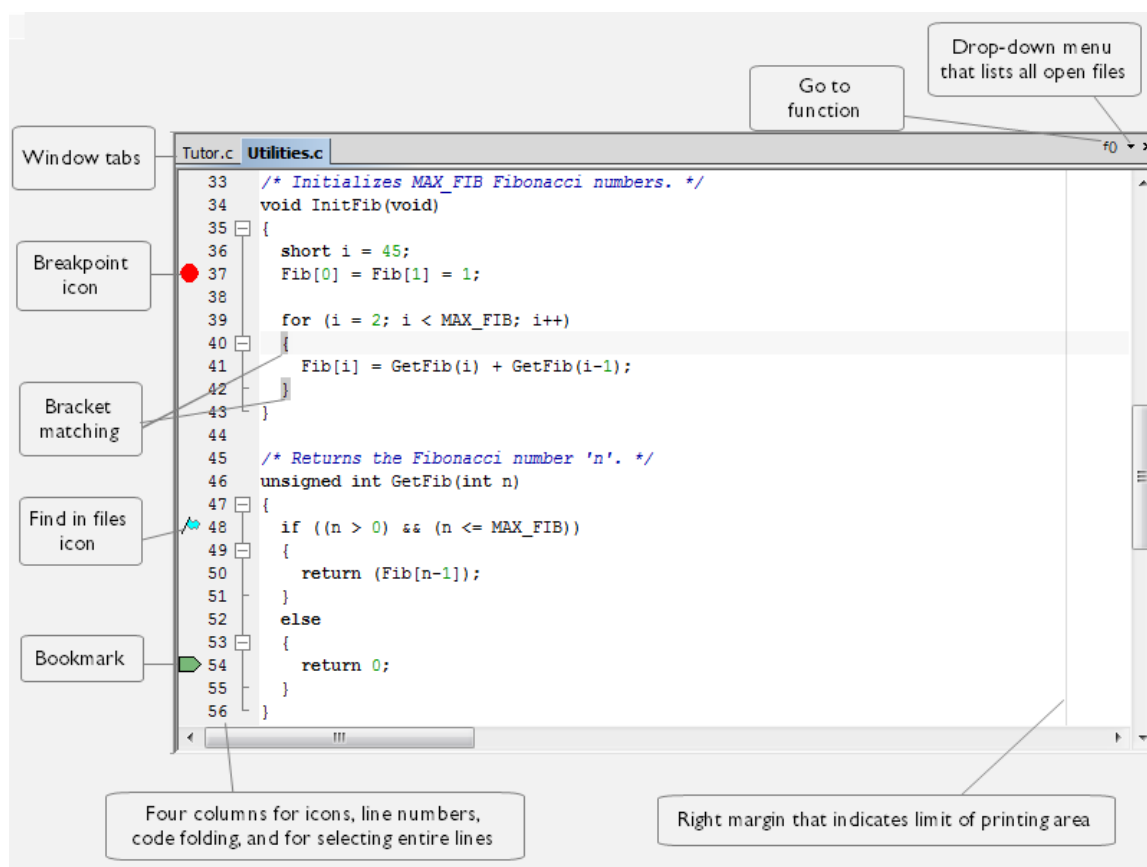 Drop-down menu
that lists all open files
Go to
function
Window tabs
Tutor.c Utilities.c
f()
33 /* Initializes MAX_FIB Fibonacci numbers. */
34 void InitFib(void)
35 {
36 short i = 45;
Breakpoint
icon
37 Fib[0] = Fib[1] = 1;
38
39 for (i = 2; i < MAX_FIB; i++)
40 {
41 Fib[i] = GetFib(i) + GetFib(i-1);
42 }
Bracket
matching
43 }
44
45 /* Returns the Fibonacci number 'n'. */
46 unsigned int GetFib(int n)
47 {
Find in files
icon
48 if ((n > 0) && (n <= MAX_FIB))
49 {
50 return (Fib[n-1]);
51 }
52 else
53 {
Bookmark
54 return 0;
55 }
56 }
Four columns for icons, line numbers,
code folding, and for selecting entire lines
Right margin that indicates limit of printing area